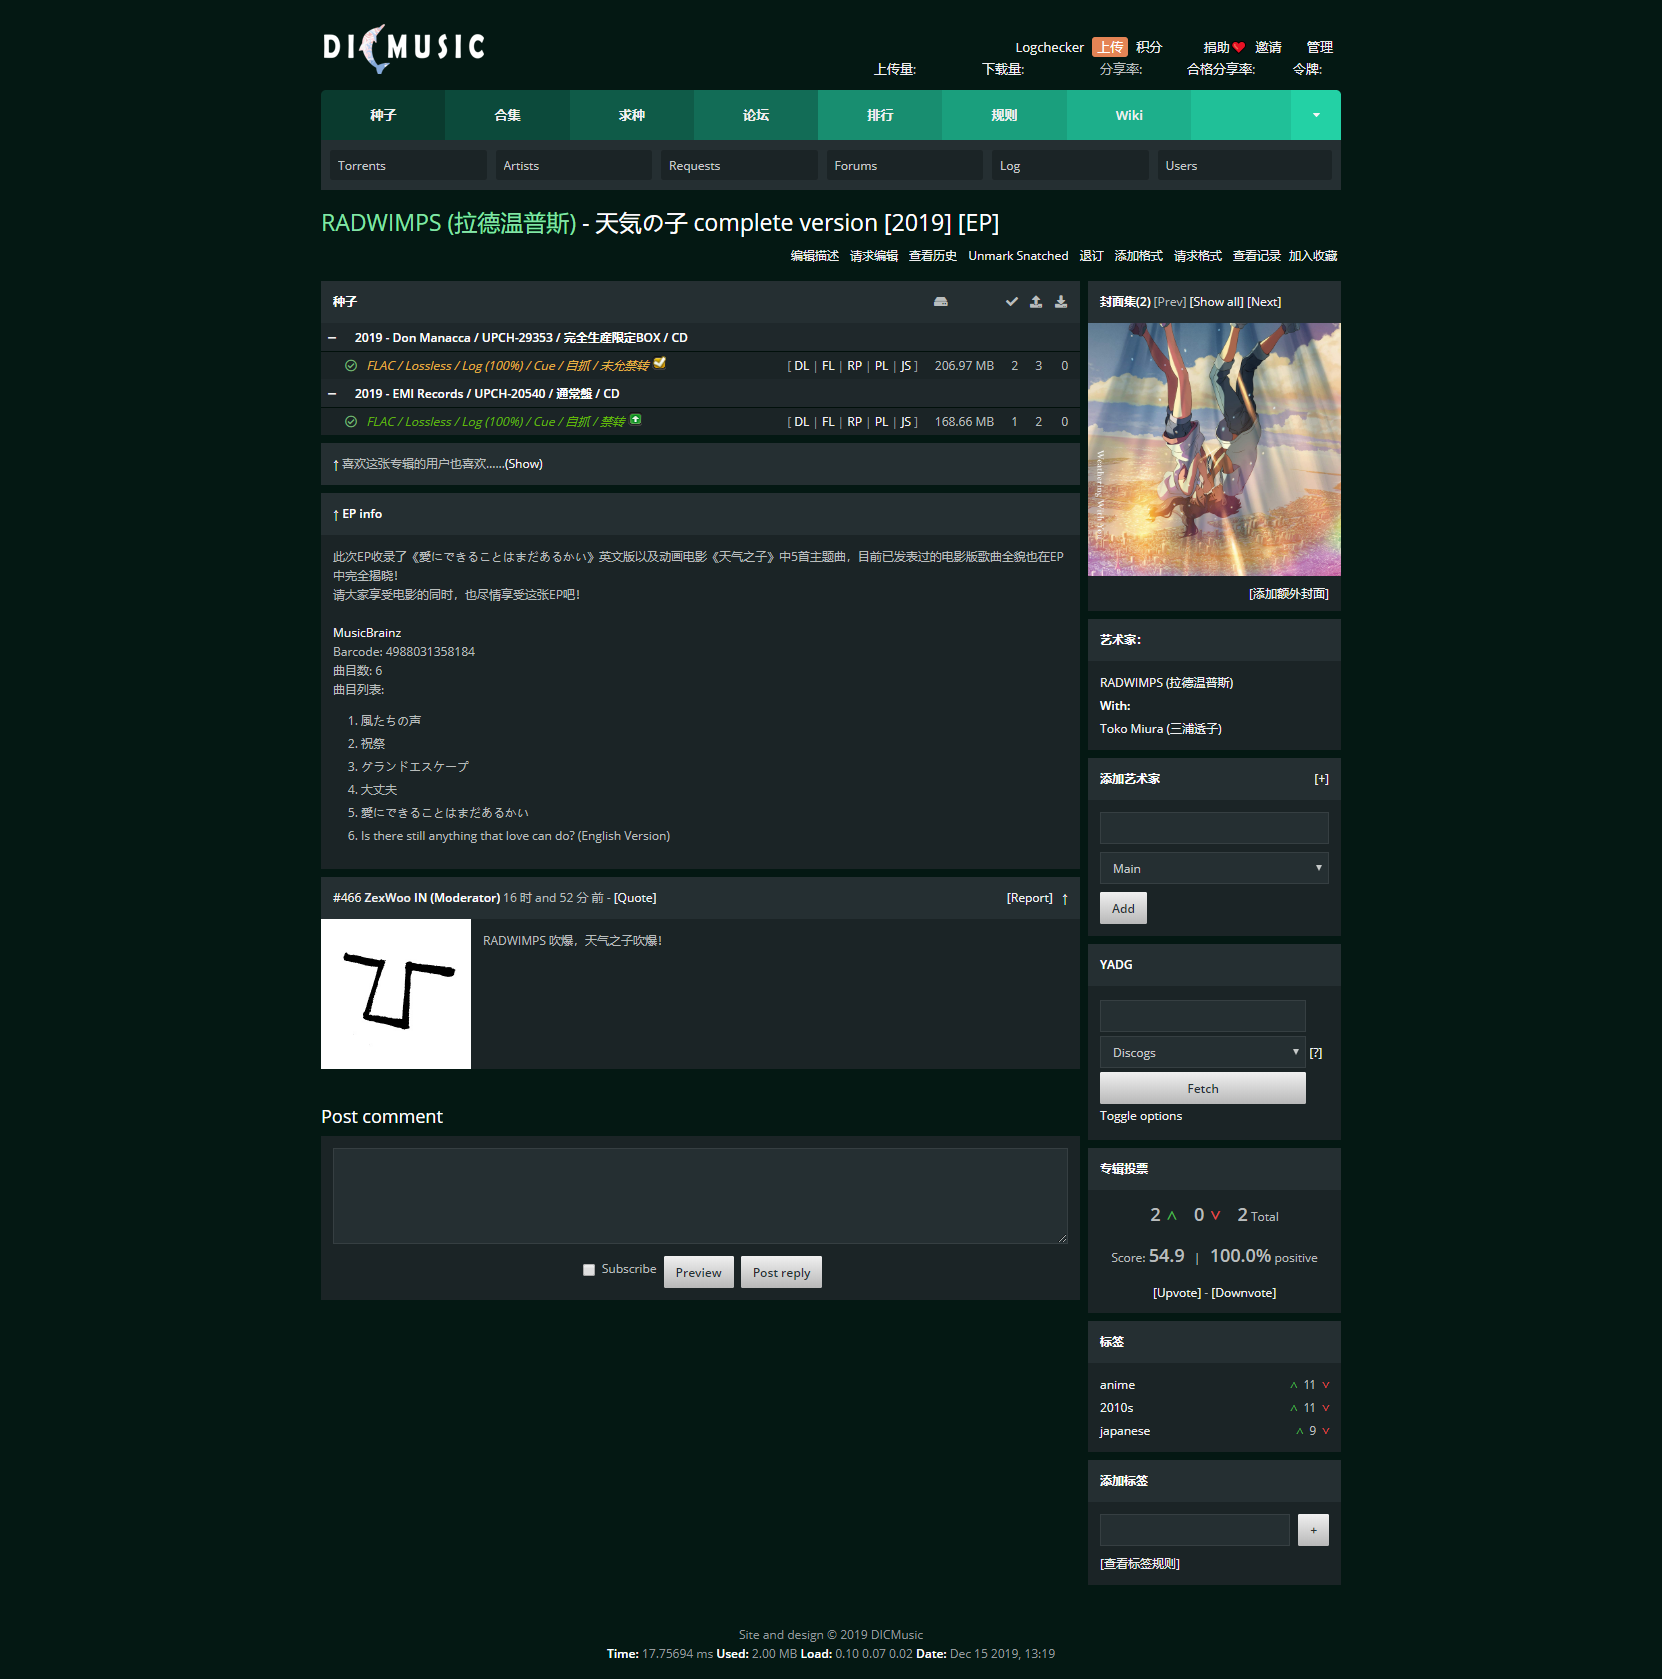 DICMUSIC
Logchecker 上传 积分 捐助 邀请 管理
上传量: 下载量: 分享率: 合格分享率: 令牌:
种子 合集 求种 论坛 排行 规则 Wiki
Torrents Artists Requests Forums Log Users
RADWIMPS (拉德温普斯) - 天気の子 complete version [2019] [EP]
编辑描述 请求编辑 查看历史 Unmark Snatched 退订 添加格式 请求格式 查看记录 加入收藏
种子
− 2019 - Don Manacca / UPCH-29353 / 完全生産限定BOX / CD
FLAC / Lossless / Log (100%) / Cue / 自抓 / 未允禁转 [ DL | FL | RP | PL | JS ] 206.97 MB 2 3 0
− 2019 - EMI Records / UPCH-20540 / 通常盤 / CD
FLAC / Lossless / Log (100%) / Cue / 自抓 / 禁转 [ DL | FL | RP | PL | JS ] 168.66 MB 1 2 0
↑ 喜欢这张专辑的用户也喜欢……(Show)
↑ EP info
此次EP收录了《愛にできることはまだあるかい》英文版以及动画电影《天气之子》中5首主题曲，目前已发表过的电影版歌曲全貌也在EP
中完全揭晓！
请大家享受电影的同时，也尽情享受这张EP吧！
MusicBrainz
Barcode: 4988031358184
曲目数: 6
曲目列表:
1. 風たちの声
2. 祝祭
3. グランドエスケープ
4. 大丈夫
5. 愛にできることはまだあるかい
6. Is there still anything that love can do? (English Version)
#466 ZexWoo IN (Moderator) 16 时 and 52 分 前 - [Quote] [Report] ↑
RADWIMPS 吹爆，天气之子吹爆！
Post comment
Subscribe Preview Post reply
封面集(2) [Prev] [Show all] [Next]
Weathering With You
[添加额外封面]
艺术家：
RADWIMPS (拉德温普斯)
With:
Toko Miura (三浦透子)
添加艺术家 [+]
Main
Add
YADG
Discogs [?]
Fetch
Toggle options
专辑投票
2 ˄ 0 ˅ 2 Total
Score: 54.9 | 100.0% positive
[Upvote] - [Downvote]
标签
anime ˄ 11 ˅
2010s ˄ 11 ˅
japanese ˄ 9 ˅
添加标签
+
[查看标签规则]
Site and design © 2019 DICMusic
Time: 17.75694 ms Used: 2.00 MB Load: 0.10 0.07 0.02 Date: Dec 15 2019, 13:19